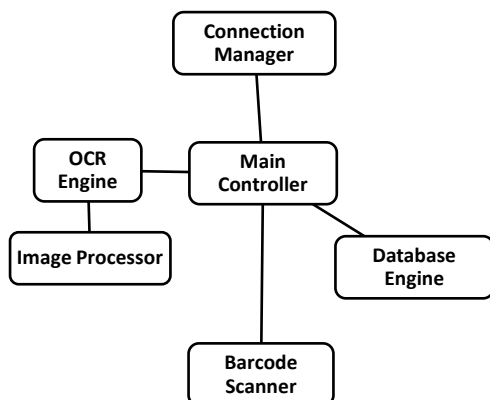 Connection
Manager
OCR
Engine
Main
Controller
Image Processor
Database
Engine
Barcode
Scanner